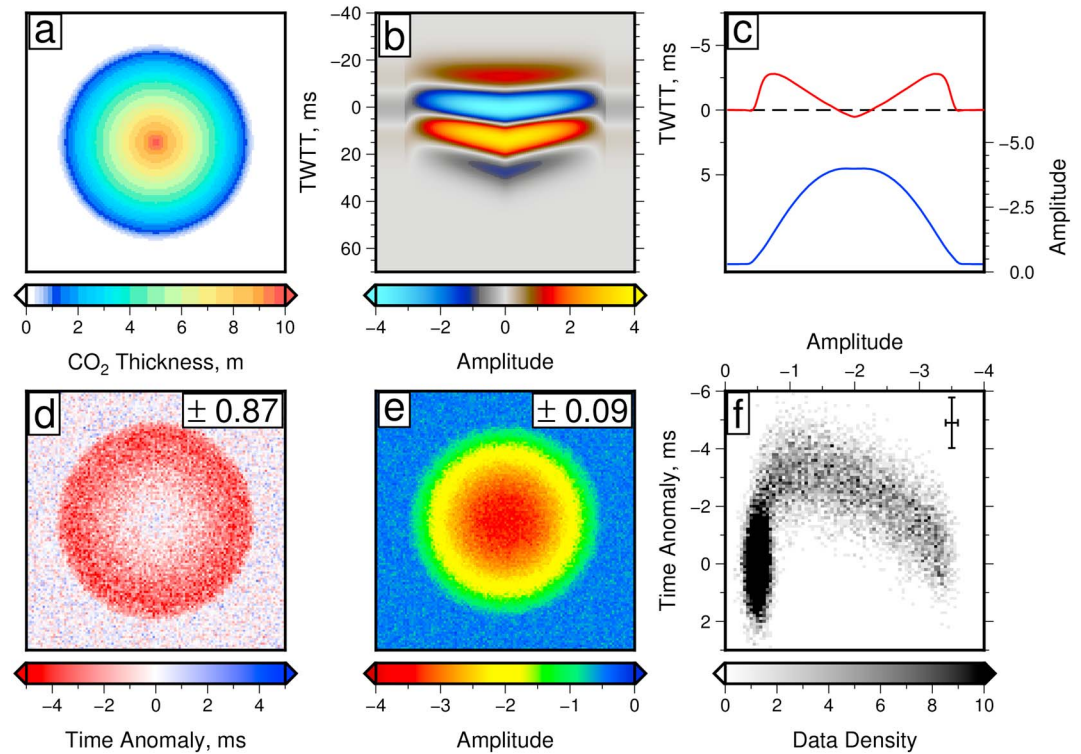 a
0 2 4 6 8 10
CO₂ Thickness, m
b
TWTT, ms
−40
−20
0
20
40
60
−4 −2 0 2 4
Amplitude
c
TWTT, ms
−5
0
5
−5.0
−2.5
0.0
Amplitude
d
± 0.87
−4 −2 0 2 4
Time Anomaly, ms
e
± 0.09
−4 −3 −2 −1 0
Amplitude
f
Amplitude
0 −1 −2 −3 −4
Time Anomaly, ms
−6
−4
−2
0
2
0 2 4 6 8 10
Data Density